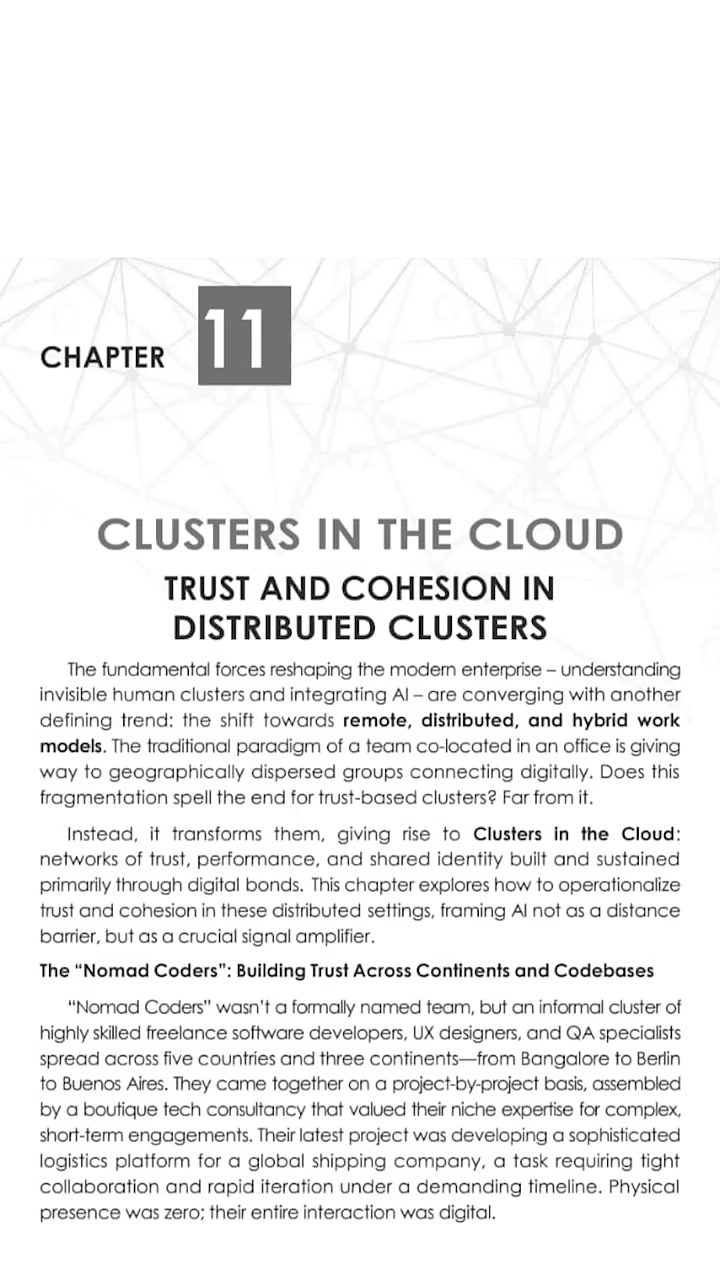 CHAPTER 11
CLUSTERS IN THE CLOUD
TRUST AND COHESION IN
DISTRIBUTED CLUSTERS
The fundamental forces reshaping the modern enterprise – understanding
invisible human clusters and integrating AI – are converging with another
defining trend: the shift towards remote, distributed, and hybrid work
models. The traditional paradigm of a team co-located in an office is giving
way to geographically dispersed groups connecting digitally. Does this
fragmentation spell the end for trust-based clusters? Far from it.
Instead, it transforms them, giving rise to Clusters in the Cloud:
networks of trust, performance, and shared identity built and sustained
primarily through digital bonds. This chapter explores how to operationalize
trust and cohesion in these distributed settings, framing AI not as a distance
barrier, but as a crucial signal amplifier.
The “Nomad Coders”: Building Trust Across Continents and Codebases
“Nomad Coders” wasn't a formally named team, but an informal cluster of
highly skilled freelance software developers, UX designers, and QA specialists
spread across five countries and three continents—from Bangalore to Berlin
to Buenos Aires. They came together on a project-by-project basis, assembled
by a boutique tech consultancy that valued their niche expertise for complex,
short-term engagements. Their latest project was developing a sophisticated
logistics platform for a global shipping company, a task requiring tight
collaboration and rapid iteration under a demanding timeline. Physical
presence was zero; their entire interaction was digital.